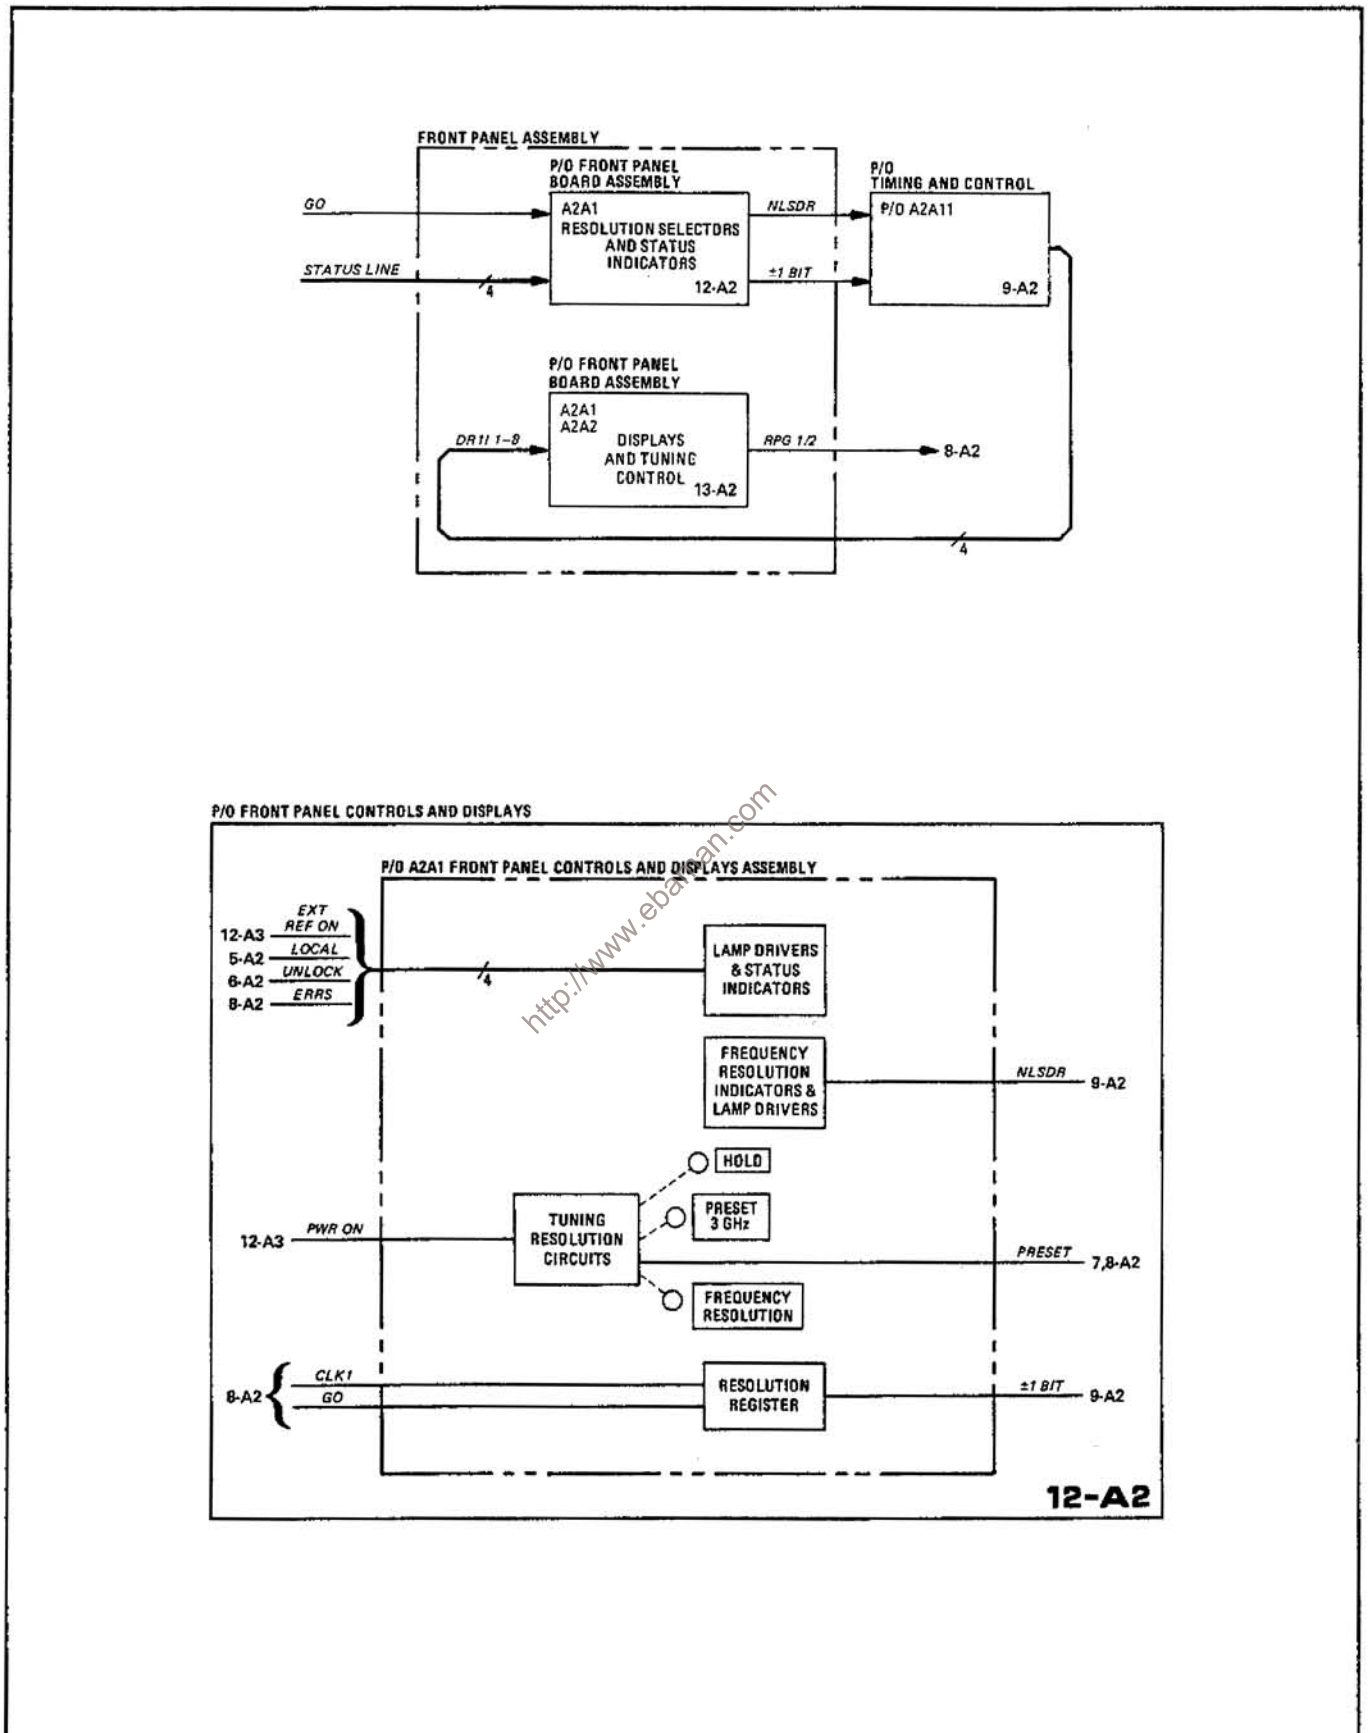 FRONT PANEL ASSEMBLY
P/O FRONT PANEL
BOARD ASSEMBLY
P/O
TIMING AND CONTROL
GO
A2A1
RESOLUTION SELECTORS
AND STATUS
INDICATORS
12-A2
NLSDR
P/O A2A11
STATUS LINE
4
±1 BIT
9-A2
P/O FRONT PANEL
BOARD ASSEMBLY
A2A1
A2A2
DISPLAYS
AND TUNING
CONTROL
13-A2
DR1I 1-8
RPG 1/2
8-A2
4
P/O FRONT PANEL CONTROLS AND DISPLAYS
P/O A2A1 FRONT PANEL CONTROLS AND DISPLAYS ASSEMBLY
EXT
12-A3 REF ON
5-A2 LOCAL
6-A2 UNLOCK
8-A2 ERRS
4
LAMP DRIVERS
& STATUS
INDICATORS
FREQUENCY
RESOLUTION
INDICATORS &
LAMP DRIVERS
NLSDR
9-A2
HOLD
PRESET
3 GHz
12-A3
PWR ON
TUNING
RESOLUTION
CIRCUITS
PRESET
7,8-A2
FREQUENCY
RESOLUTION
8-A2
CLK1
GO
RESOLUTION
REGISTER
±1 BIT
9-A2
12-A2
http://www.ebaman.com